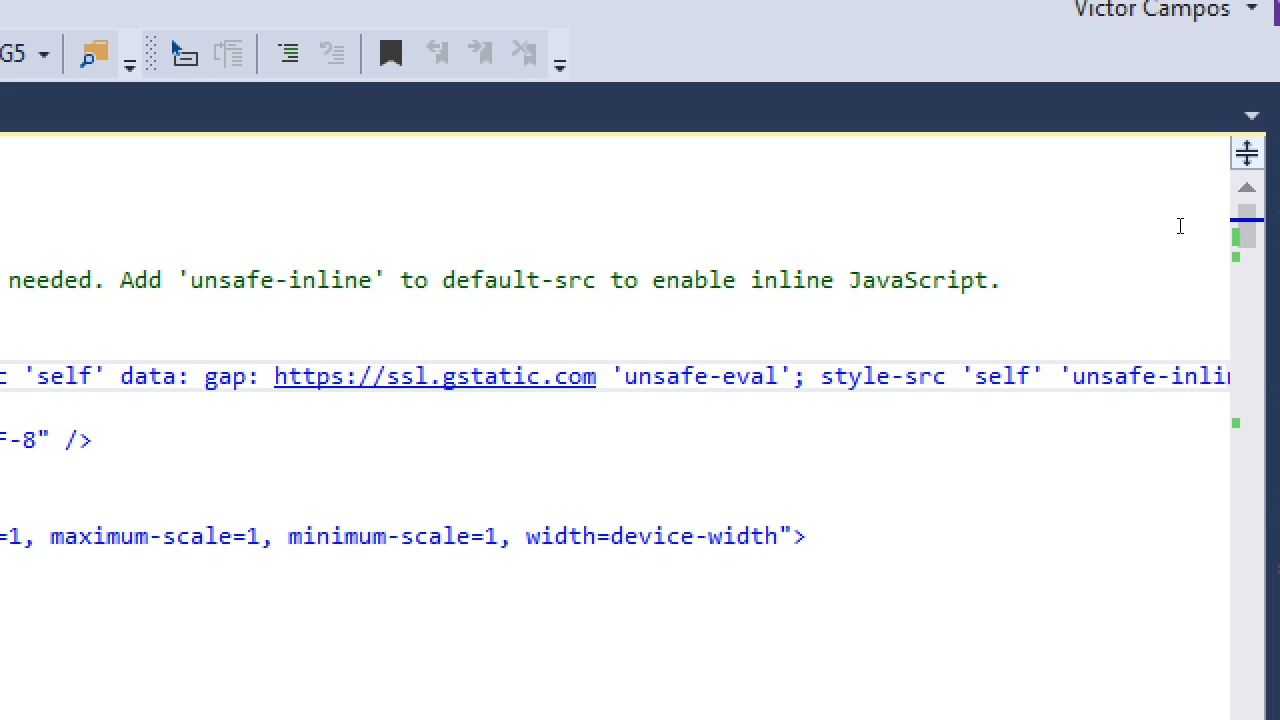 Victor Campos
G5
needed. Add 'unsafe-inline' to default-src to enable inline JavaScript.
'self' data: gap: https://ssl.gstatic.com 'unsafe-eval'; style-src 'self' 'unsafe-inlin
F-8" />
=1, maximum-scale=1, minimum-scale=1, width=device-width">